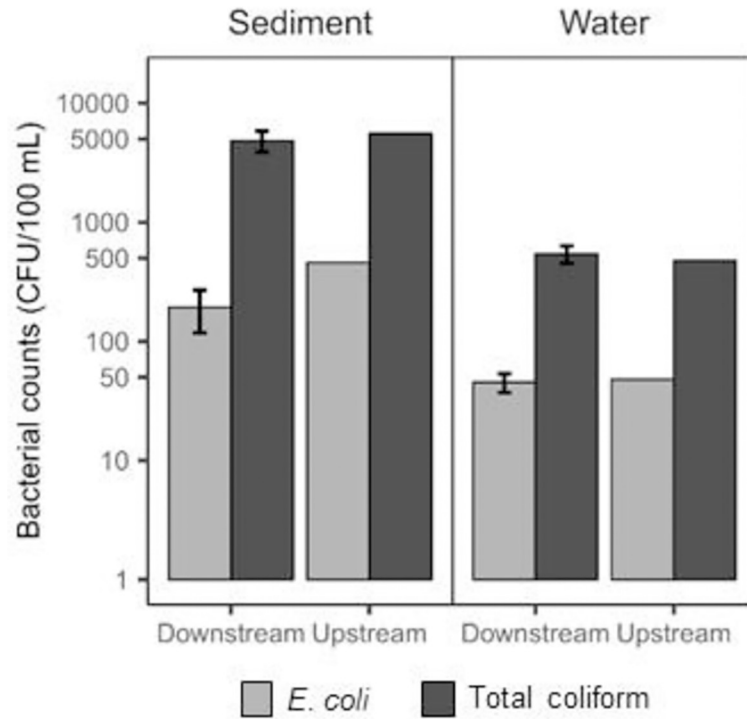 Sediment
Water
Bacterial counts (CFU/100 mL)
10000
5000
1000
500
100
50
10
1
Downstream Upstream
Downstream Upstream
E. coli
Total coliform